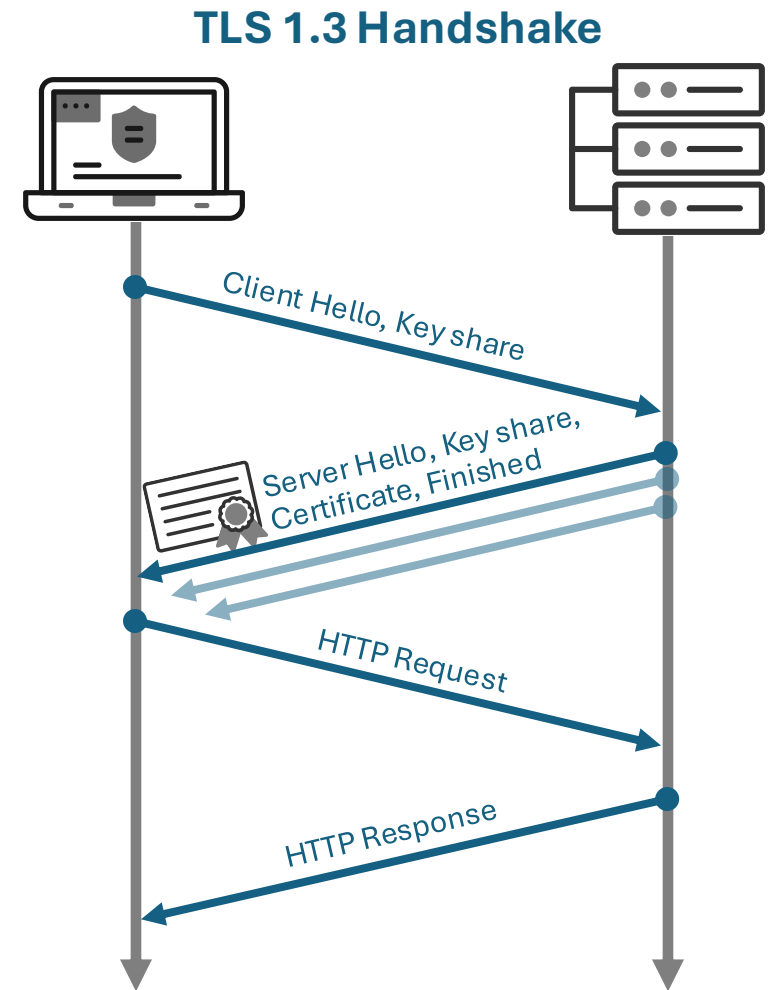 TLS 1.3 Handshake
Client Hello, Key share
Server Hello, Key share,
Certificate, Finished
HTTP Request
HTTP Response